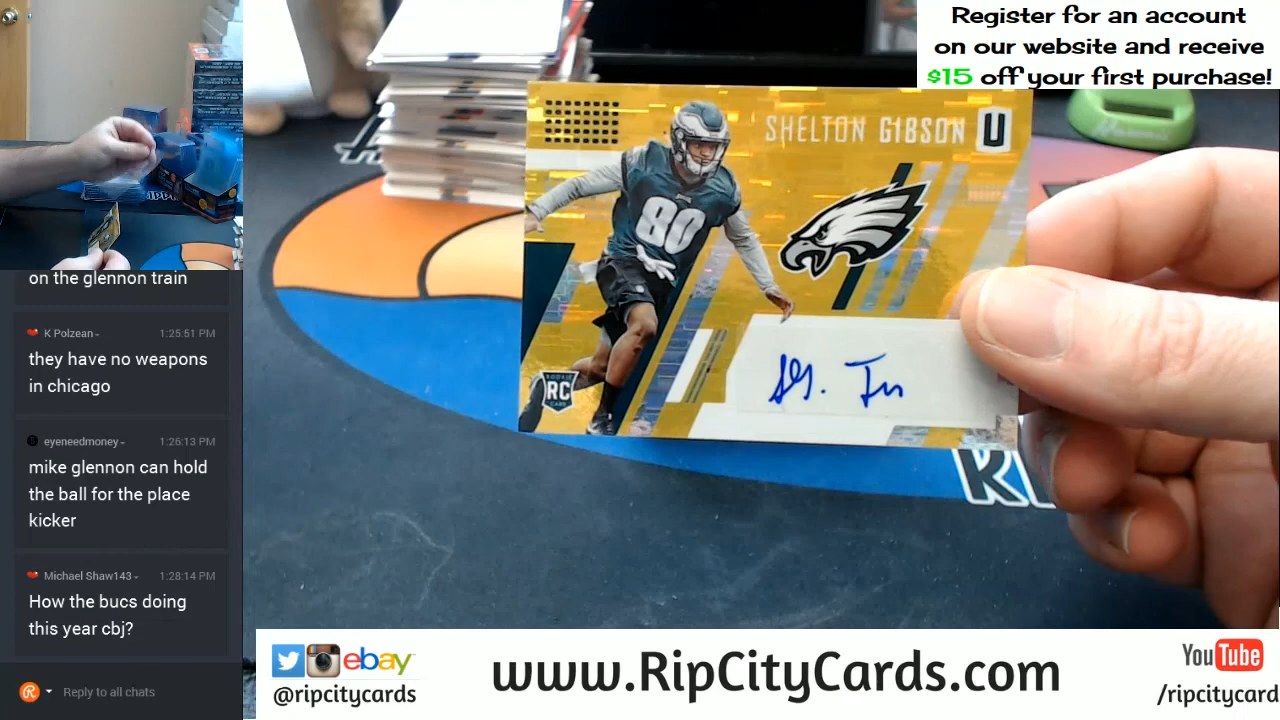 Register for an account
on our website and receive
$15 off your first purchase!
SHELTON GIBSON U
80
ROOKIE
RC
CARD
on the glennon train
K Polzean 1:25:51 PM
they have no weapons
in chicago
eyeneedmoney 1:26:13 PM
mike glennon can hold
the ball for the place
kicker
Michael Shaw143 1:28:14 PM
How the bucs doing
this year cbj?
R Reply to all chats
ebay
@ripcitycards
www.RipCityCards.com
YouTube
/ripcitycard